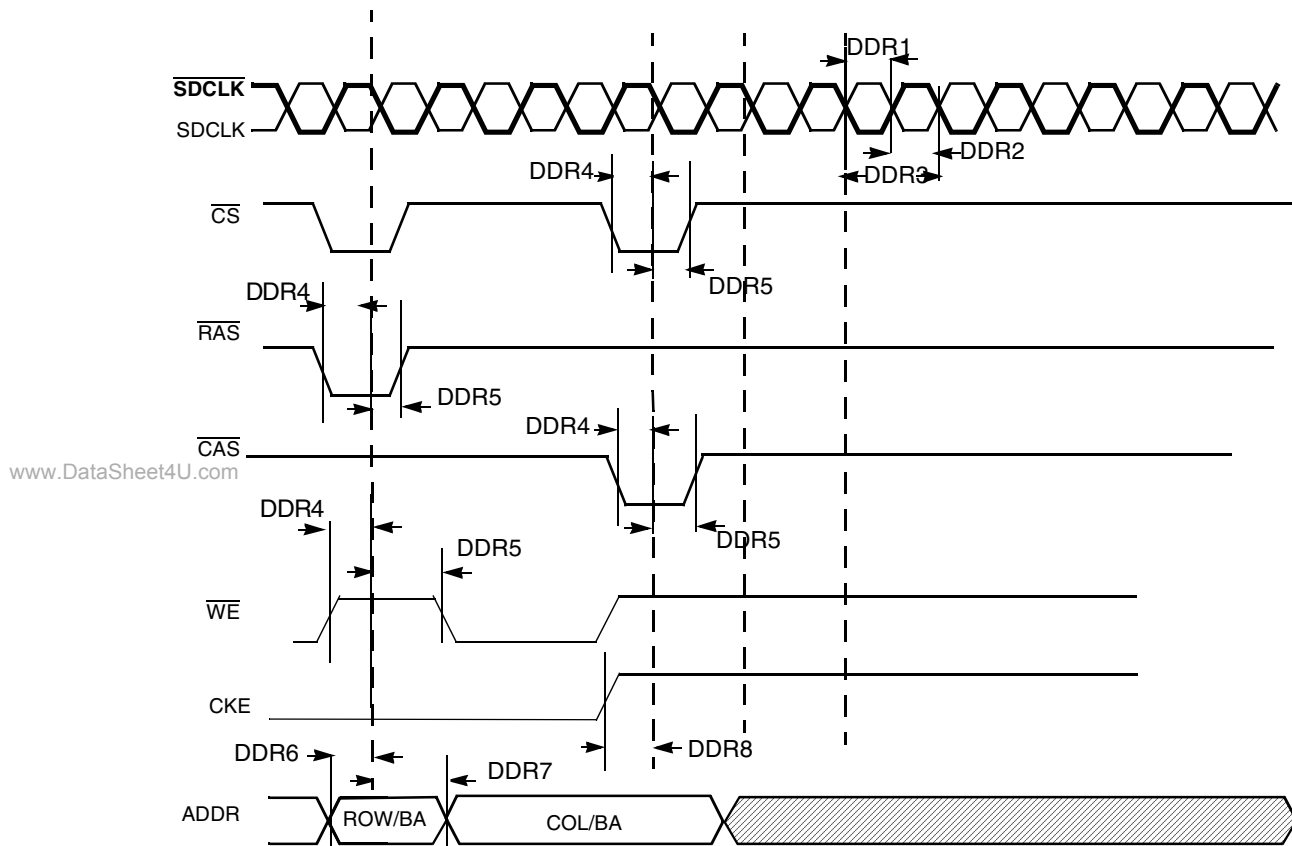 DDR1
SDCLK
SDCLK
DDR2
DDR4
DDR3
CS
DDR5
DDR4
RAS
DDR5
DDR4
CAS
www.DataSheet4U.com
DDR4
DDR5
DDR5
WE
CKE
DDR6
DDR8
DDR7
ADDR
ROW/BA
COL/BA